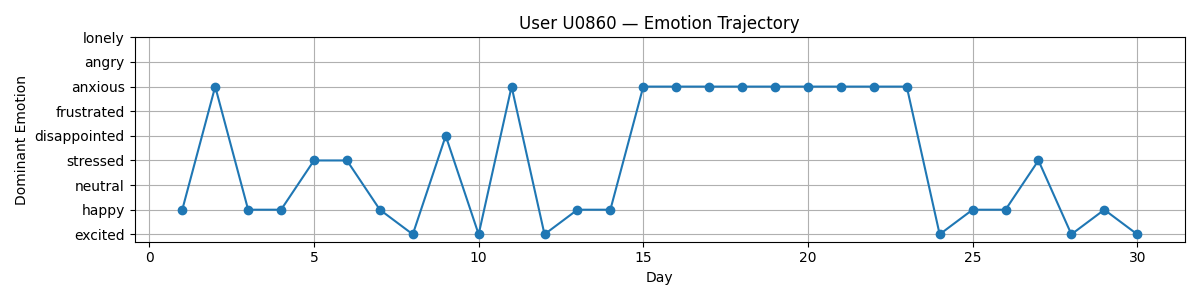 User U0860 — Emotion Trajectory
Dominant Emotion
lonely
angry
anxious
frustrated
disappointed
stressed
neutral
happy
excited
0 5 10 15 20 25 30
Day